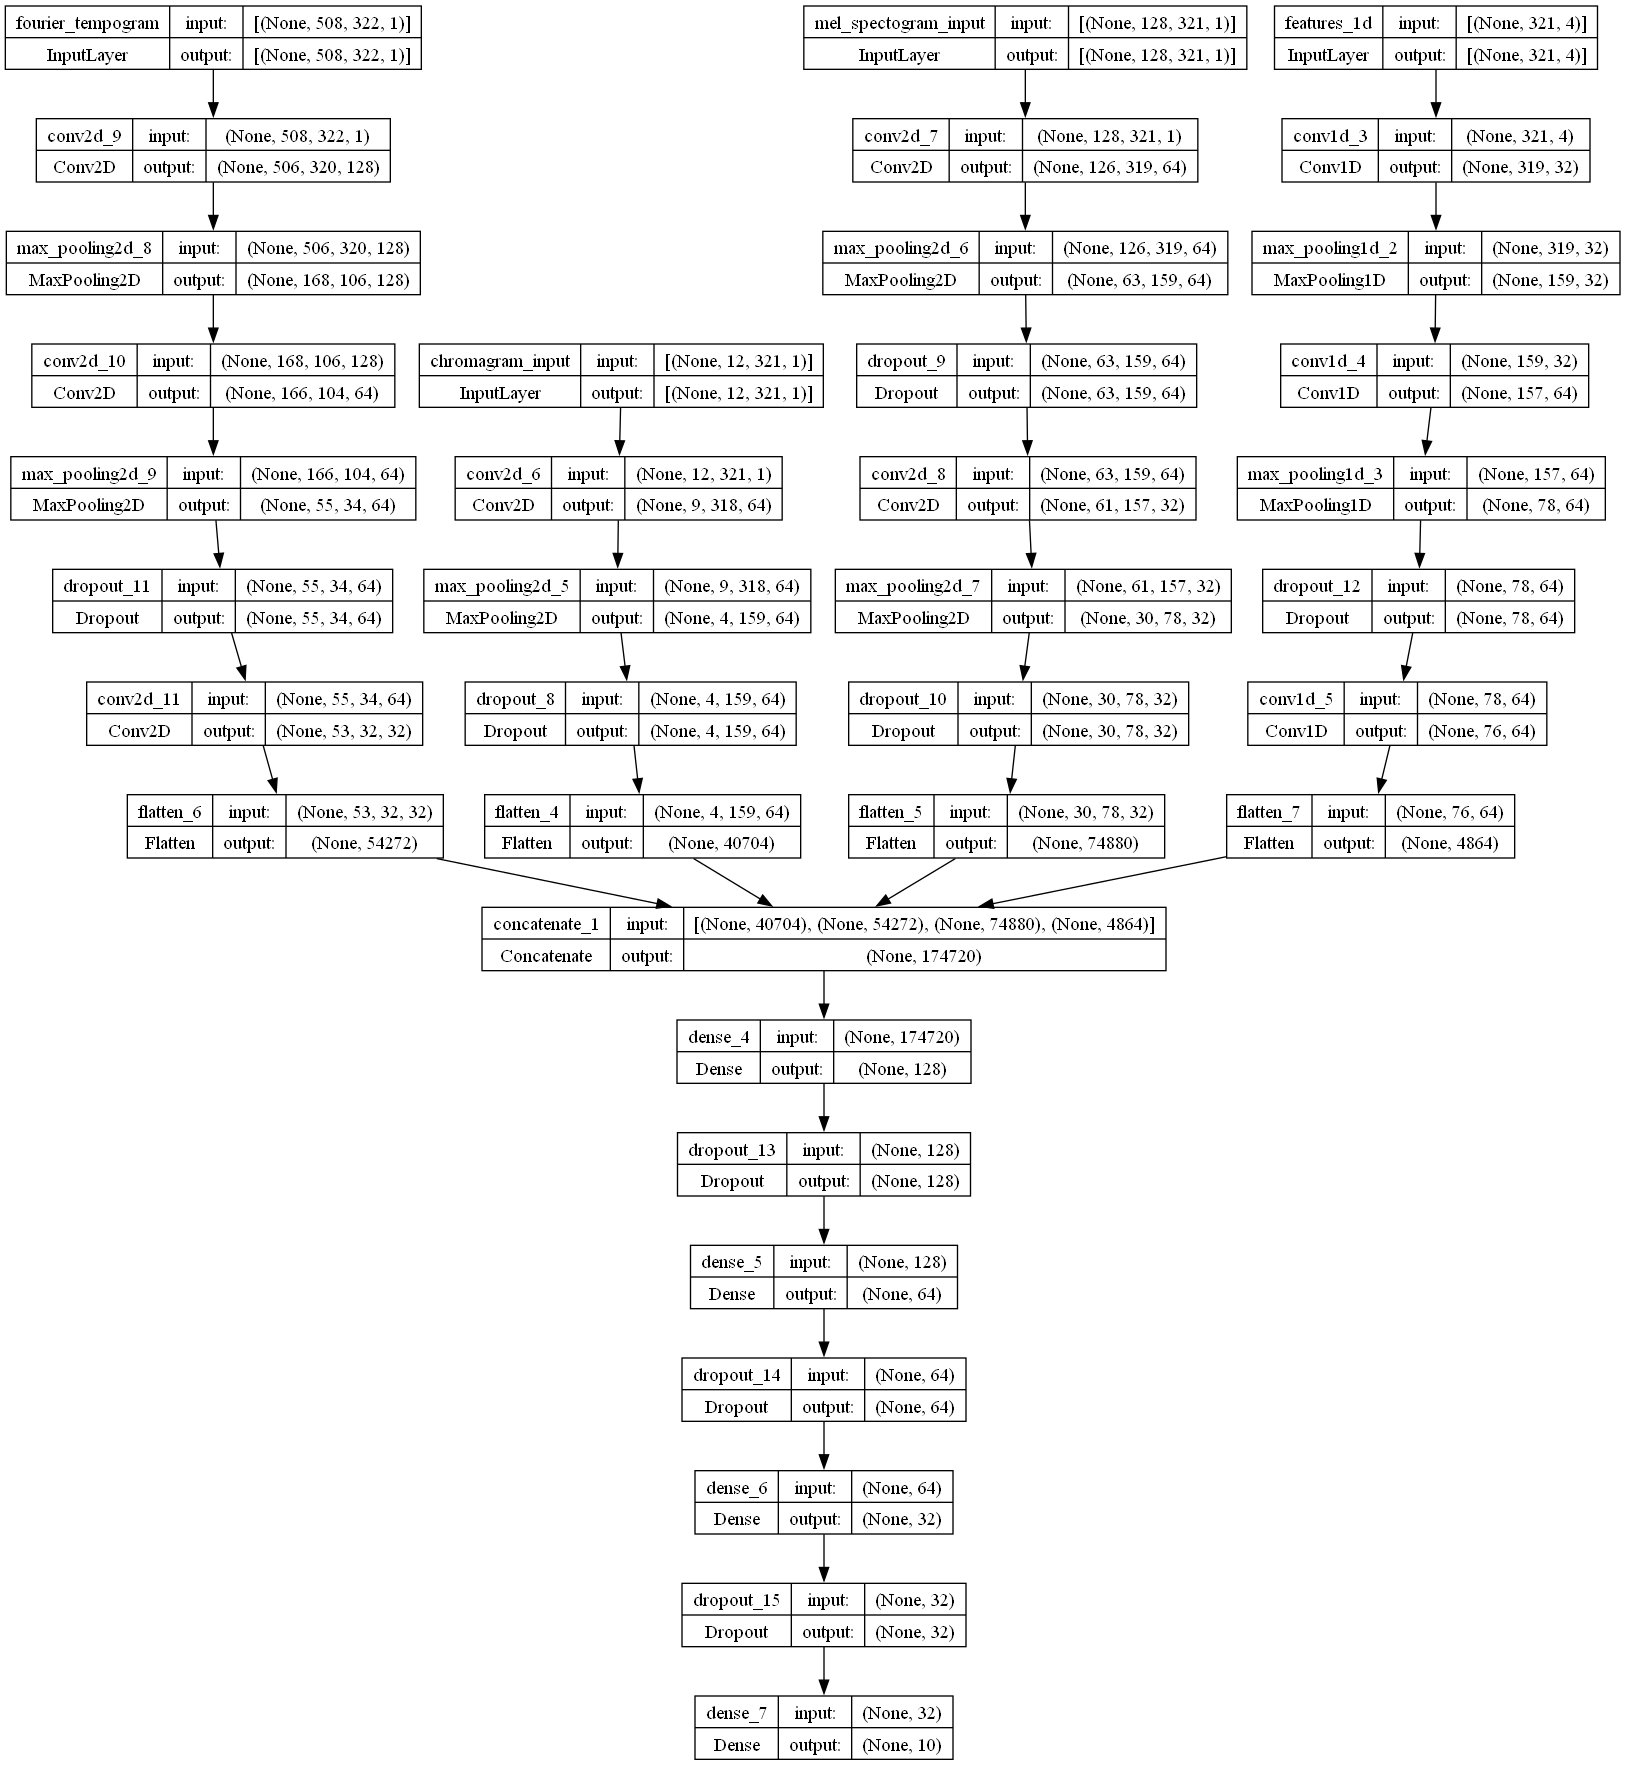 fourier_tempogram input: [(None, 508, 322, 1)]
InputLayer output: [(None, 508, 322, 1)]
mel_spectogram_input input: [(None, 128, 321, 1)]
InputLayer output: [(None, 128, 321, 1)]
features_1d input: [(None, 321, 4)]
InputLayer output: [(None, 321, 4)]
conv2d_9 input: (None, 508, 322, 1)
Conv2D output: (None, 506, 320, 128)
conv2d_7 input: (None, 128, 321, 1)
Conv2D output: (None, 126, 319, 64)
conv1d_3 input: (None, 321, 4)
Conv1D output: (None, 319, 32)
max_pooling2d_8 input: (None, 506, 320, 128)
MaxPooling2D output: (None, 168, 106, 128)
max_pooling2d_6 input: (None, 126, 319, 64)
MaxPooling2D output: (None, 63, 159, 64)
max_pooling1d_2 input: (None, 319, 32)
MaxPooling1D output: (None, 159, 32)
conv2d_10 input: (None, 168, 106, 128)
Conv2D output: (None, 166, 104, 64)
chromagram_input input: [(None, 12, 321, 1)]
InputLayer output: [(None, 12, 321, 1)]
dropout_9 input: (None, 63, 159, 64)
Dropout output: (None, 63, 159, 64)
conv1d_4 input: (None, 159, 32)
Conv1D output: (None, 157, 64)
max_pooling2d_9 input: (None, 166, 104, 64)
MaxPooling2D output: (None, 55, 34, 64)
conv2d_6 input: (None, 12, 321, 1)
Conv2D output: (None, 9, 318, 64)
conv2d_8 input: (None, 63, 159, 64)
Conv2D output: (None, 61, 157, 32)
max_pooling1d_3 input: (None, 157, 64)
MaxPooling1D output: (None, 78, 64)
dropout_11 input: (None, 55, 34, 64)
Dropout output: (None, 55, 34, 64)
max_pooling2d_5 input: (None, 9, 318, 64)
MaxPooling2D output: (None, 4, 159, 64)
max_pooling2d_7 input: (None, 61, 157, 32)
MaxPooling2D output: (None, 30, 78, 32)
dropout_12 input: (None, 78, 64)
Dropout output: (None, 78, 64)
conv2d_11 input: (None, 55, 34, 64)
Conv2D output: (None, 53, 32, 32)
dropout_8 input: (None, 4, 159, 64)
Dropout output: (None, 4, 159, 64)
dropout_10 input: (None, 30, 78, 32)
Dropout output: (None, 30, 78, 32)
conv1d_5 input: (None, 78, 64)
Conv1D output: (None, 76, 64)
flatten_6 input: (None, 53, 32, 32)
Flatten output: (None, 54272)
flatten_4 input: (None, 4, 159, 64)
Flatten output: (None, 40704)
flatten_5 input: (None, 30, 78, 32)
Flatten output: (None, 74880)
flatten_7 input: (None, 76, 64)
Flatten output: (None, 4864)
concatenate_1 input: [(None, 40704), (None, 54272), (None, 74880), (None, 4864)]
Concatenate output: (None, 174720)
dense_4 input: (None, 174720)
Dense output: (None, 128)
dropout_13 input: (None, 128)
Dropout output: (None, 128)
dense_5 input: (None, 128)
Dense output: (None, 64)
dropout_14 input: (None, 64)
Dropout output: (None, 64)
dense_6 input: (None, 64)
Dense output: (None, 32)
dropout_15 input: (None, 32)
Dropout output: (None, 32)
dense_7 input: (None, 32)
Dense output: (None, 10)